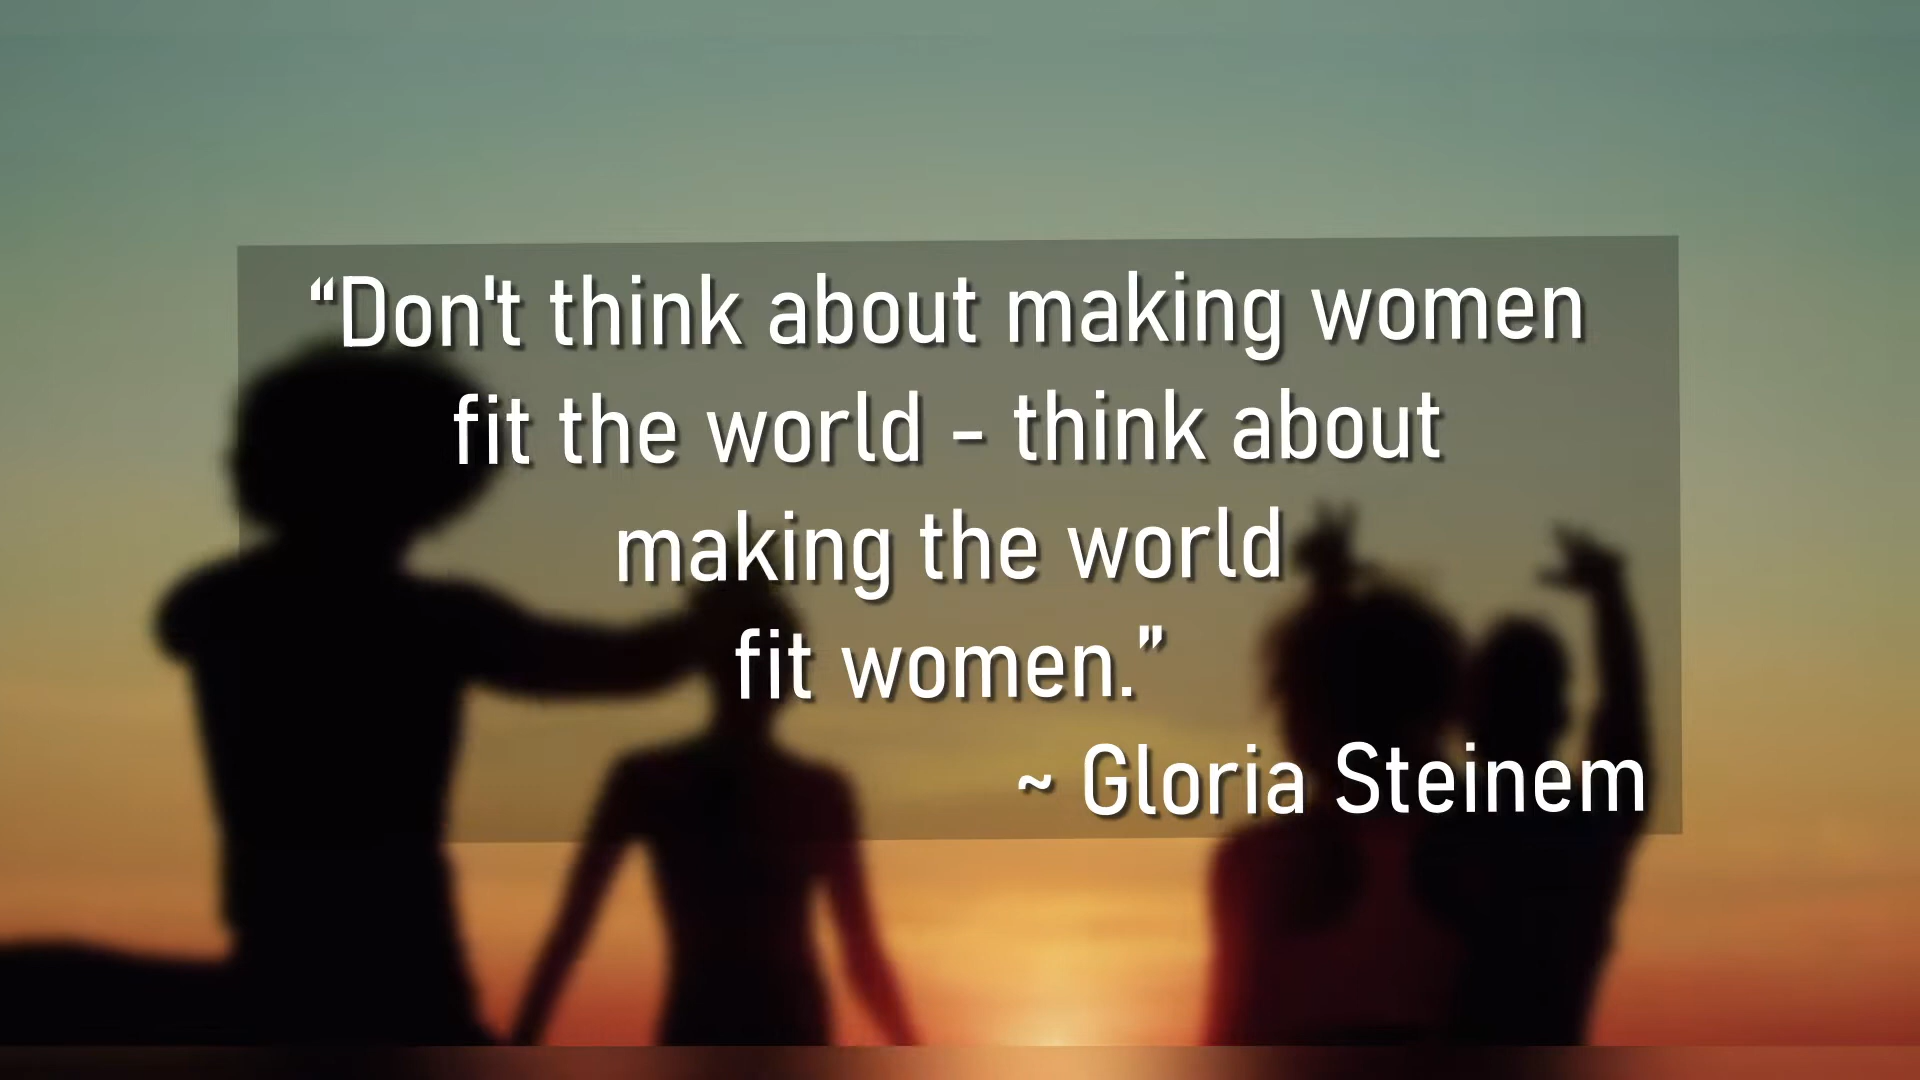 “Don't think about making women
fit the world - think about
making the world
fit women.”
~ Gloria Steinem